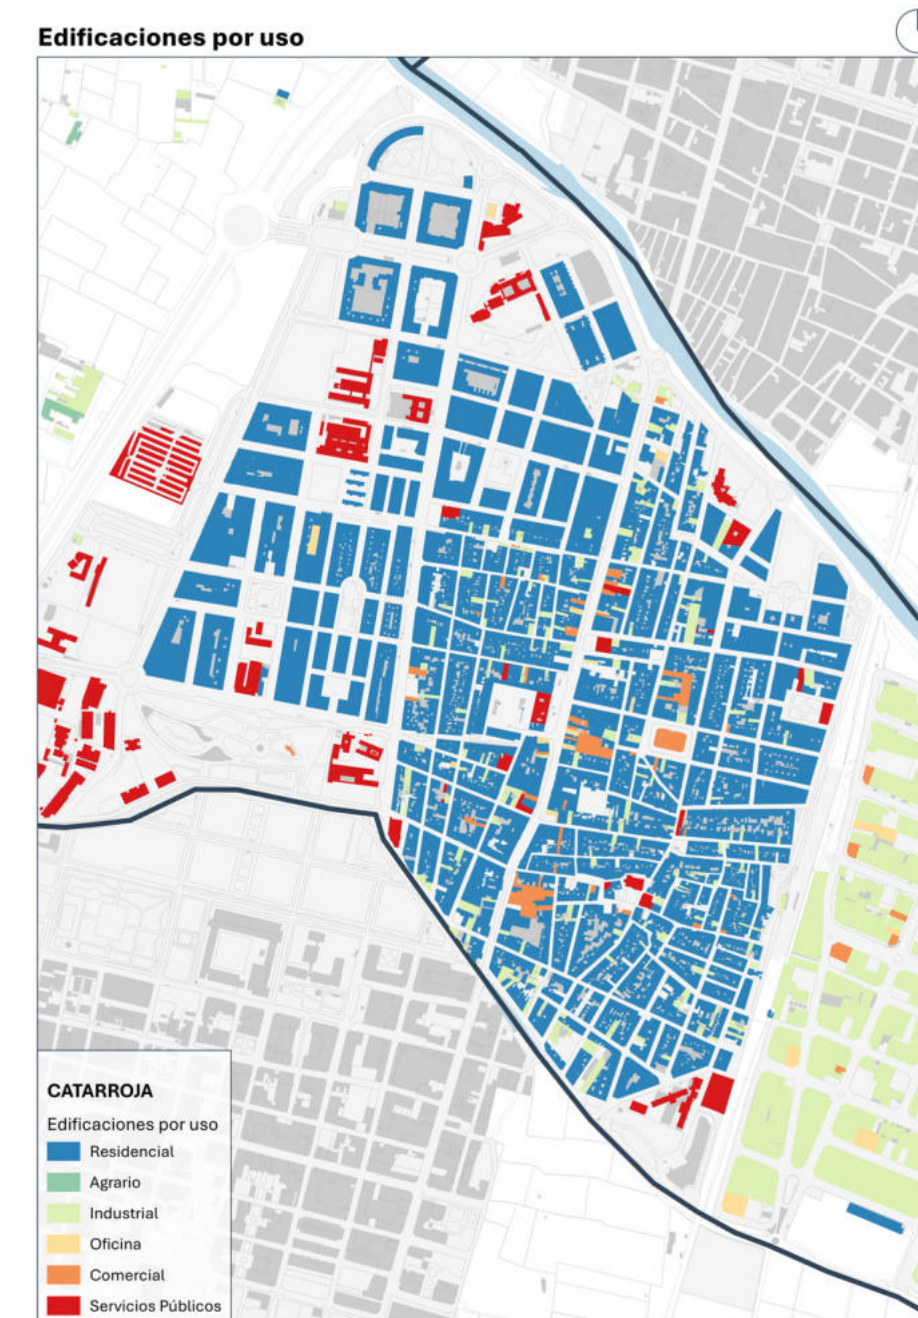 Edificaciones por uso
CATARROJA
Edificaciones por uso
Residencial
Agrario
Industrial
Oficina
Comercial
Servicios Públicos